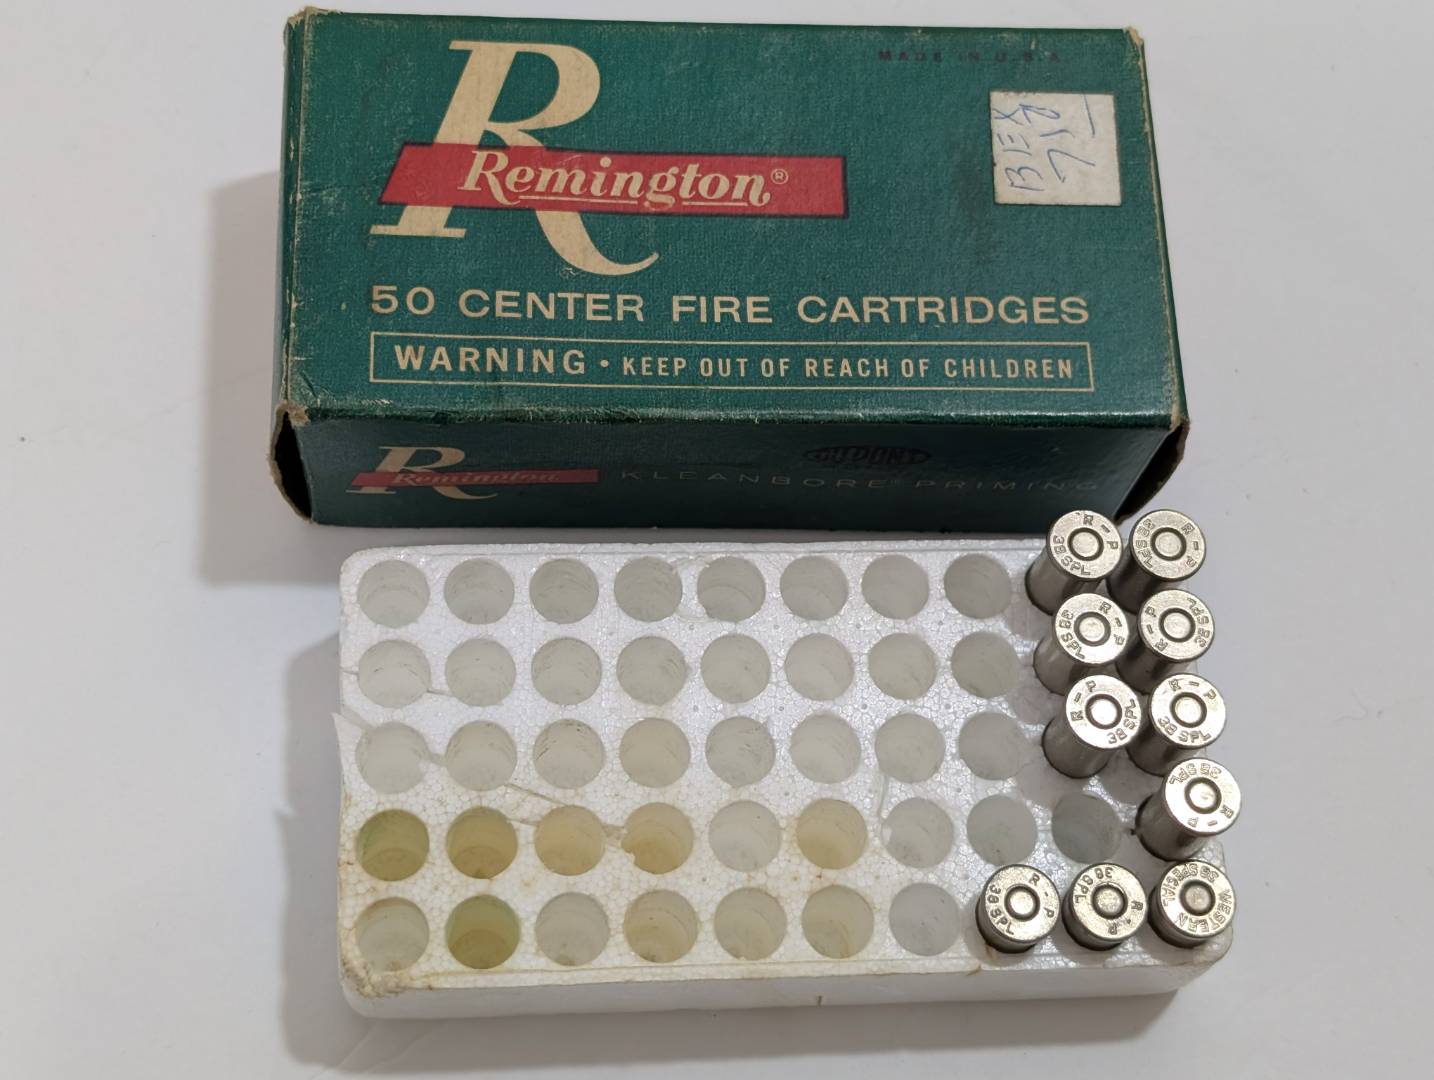 MADE IN U.S.A.
R
Remington®
BIEX
50 CENTER FIRE CARTRIDGES
WARNING • KEEP OUT OF REACH OF CHILDREN
R
Remington
DUPONT
KLEANBORE® PRIMING
R – P 38 SPL
R – P 38 SPL
R – P 38 SPL
R – P 38 SPL
R – P 38 SPL
R – P 38 SPL
R – P 38 SPL
R – P 38 SPL
R – P 38 SPL
WESTERN 38 SPECIAL